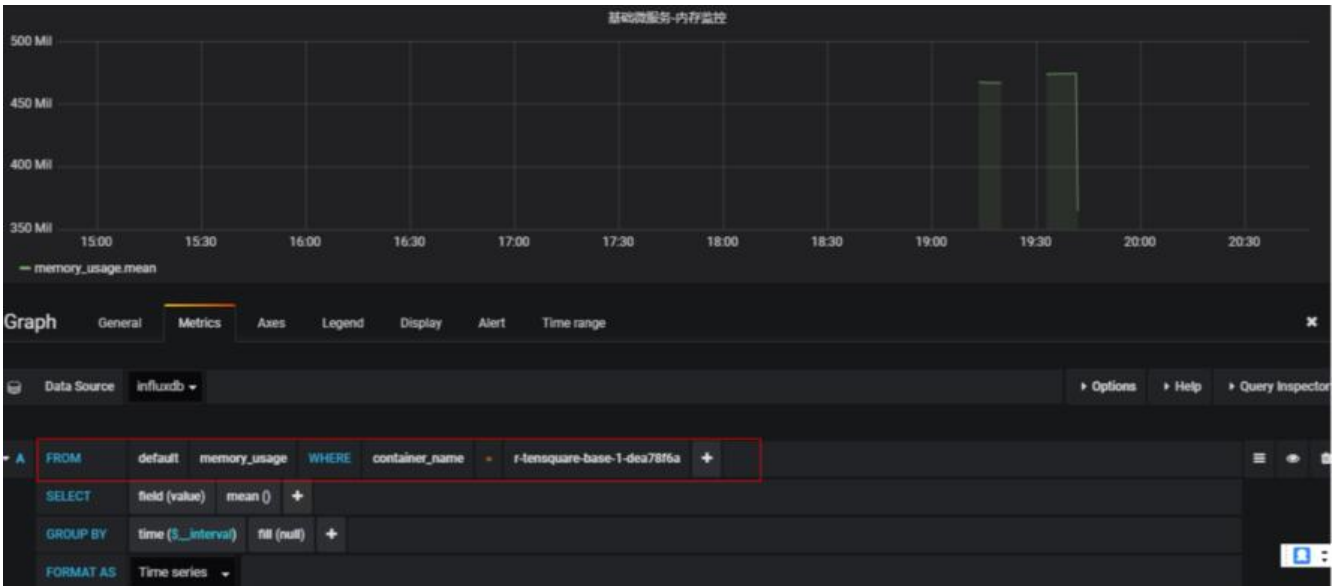 基础微服务-内存监控
500 Mil
450 Mil
400 Mil
350 Mil
15:00 15:30 16:00 16:30 17:00 17:30 18:00 18:30 19:00 19:30 20:00 20:30
memory_usage.mean
Graph General Metrics Axes Legend Display Alert Time range ×
Data Source influxdb Options Help Query Inspector
A FROM default memory_usage WHERE container_name = r-tensquare-base-1-dea78f6a +
SELECT field (value) mean () +
GROUP BY time ($__interval) fill (null) +
FORMAT AS Time series